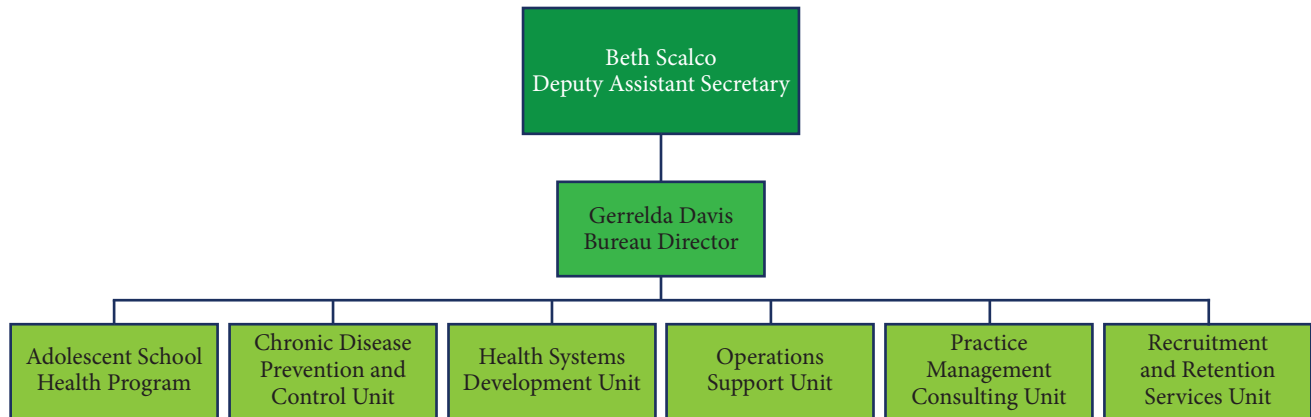 Beth Scalco
Deputy Assistant Secretary
Gerrelda Davis
Bureau Director
Adolescent School
Health Program
Chronic Disease
Prevention and
Control Unit
Health Systems
Development Unit
Operations
Support Unit
Practice
Management
Consulting Unit
Recruitment
and Retention
Services Unit